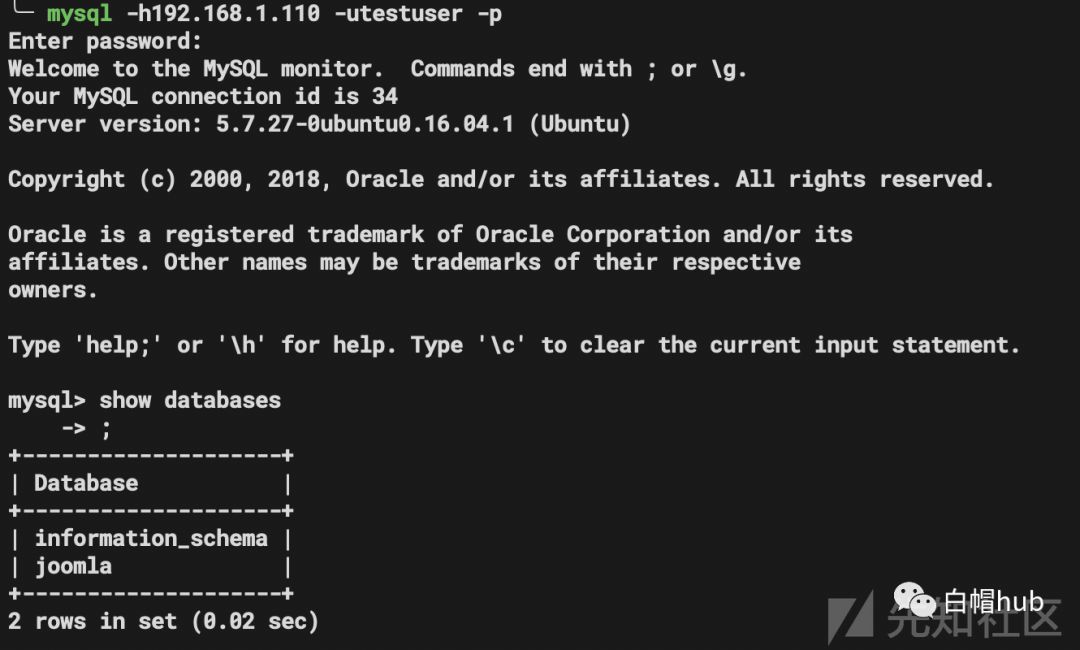 mysql -h192.168.1.110 -utestuser -p
Enter password:
Welcome to the MySQL monitor.  Commands end with ; or \g.
Your MySQL connection id is 34
Server version: 5.7.27-0ubuntu0.16.04.1 (Ubuntu)
Copyright (c) 2000, 2018, Oracle and/or its affiliates. All rights reserved.
Oracle is a registered trademark of Oracle Corporation and/or its
affiliates. Other names may be trademarks of their respective
owners.
Type 'help;' or '\h' for help. Type '\c' to clear the current input statement.
mysql> show databases
    -> ;
+--------------------+
| Database           |
+--------------------+
| information_schema |
| joomla             |
+--------------------+
2 rows in set (0.02 sec)
白帽hub
先知社区